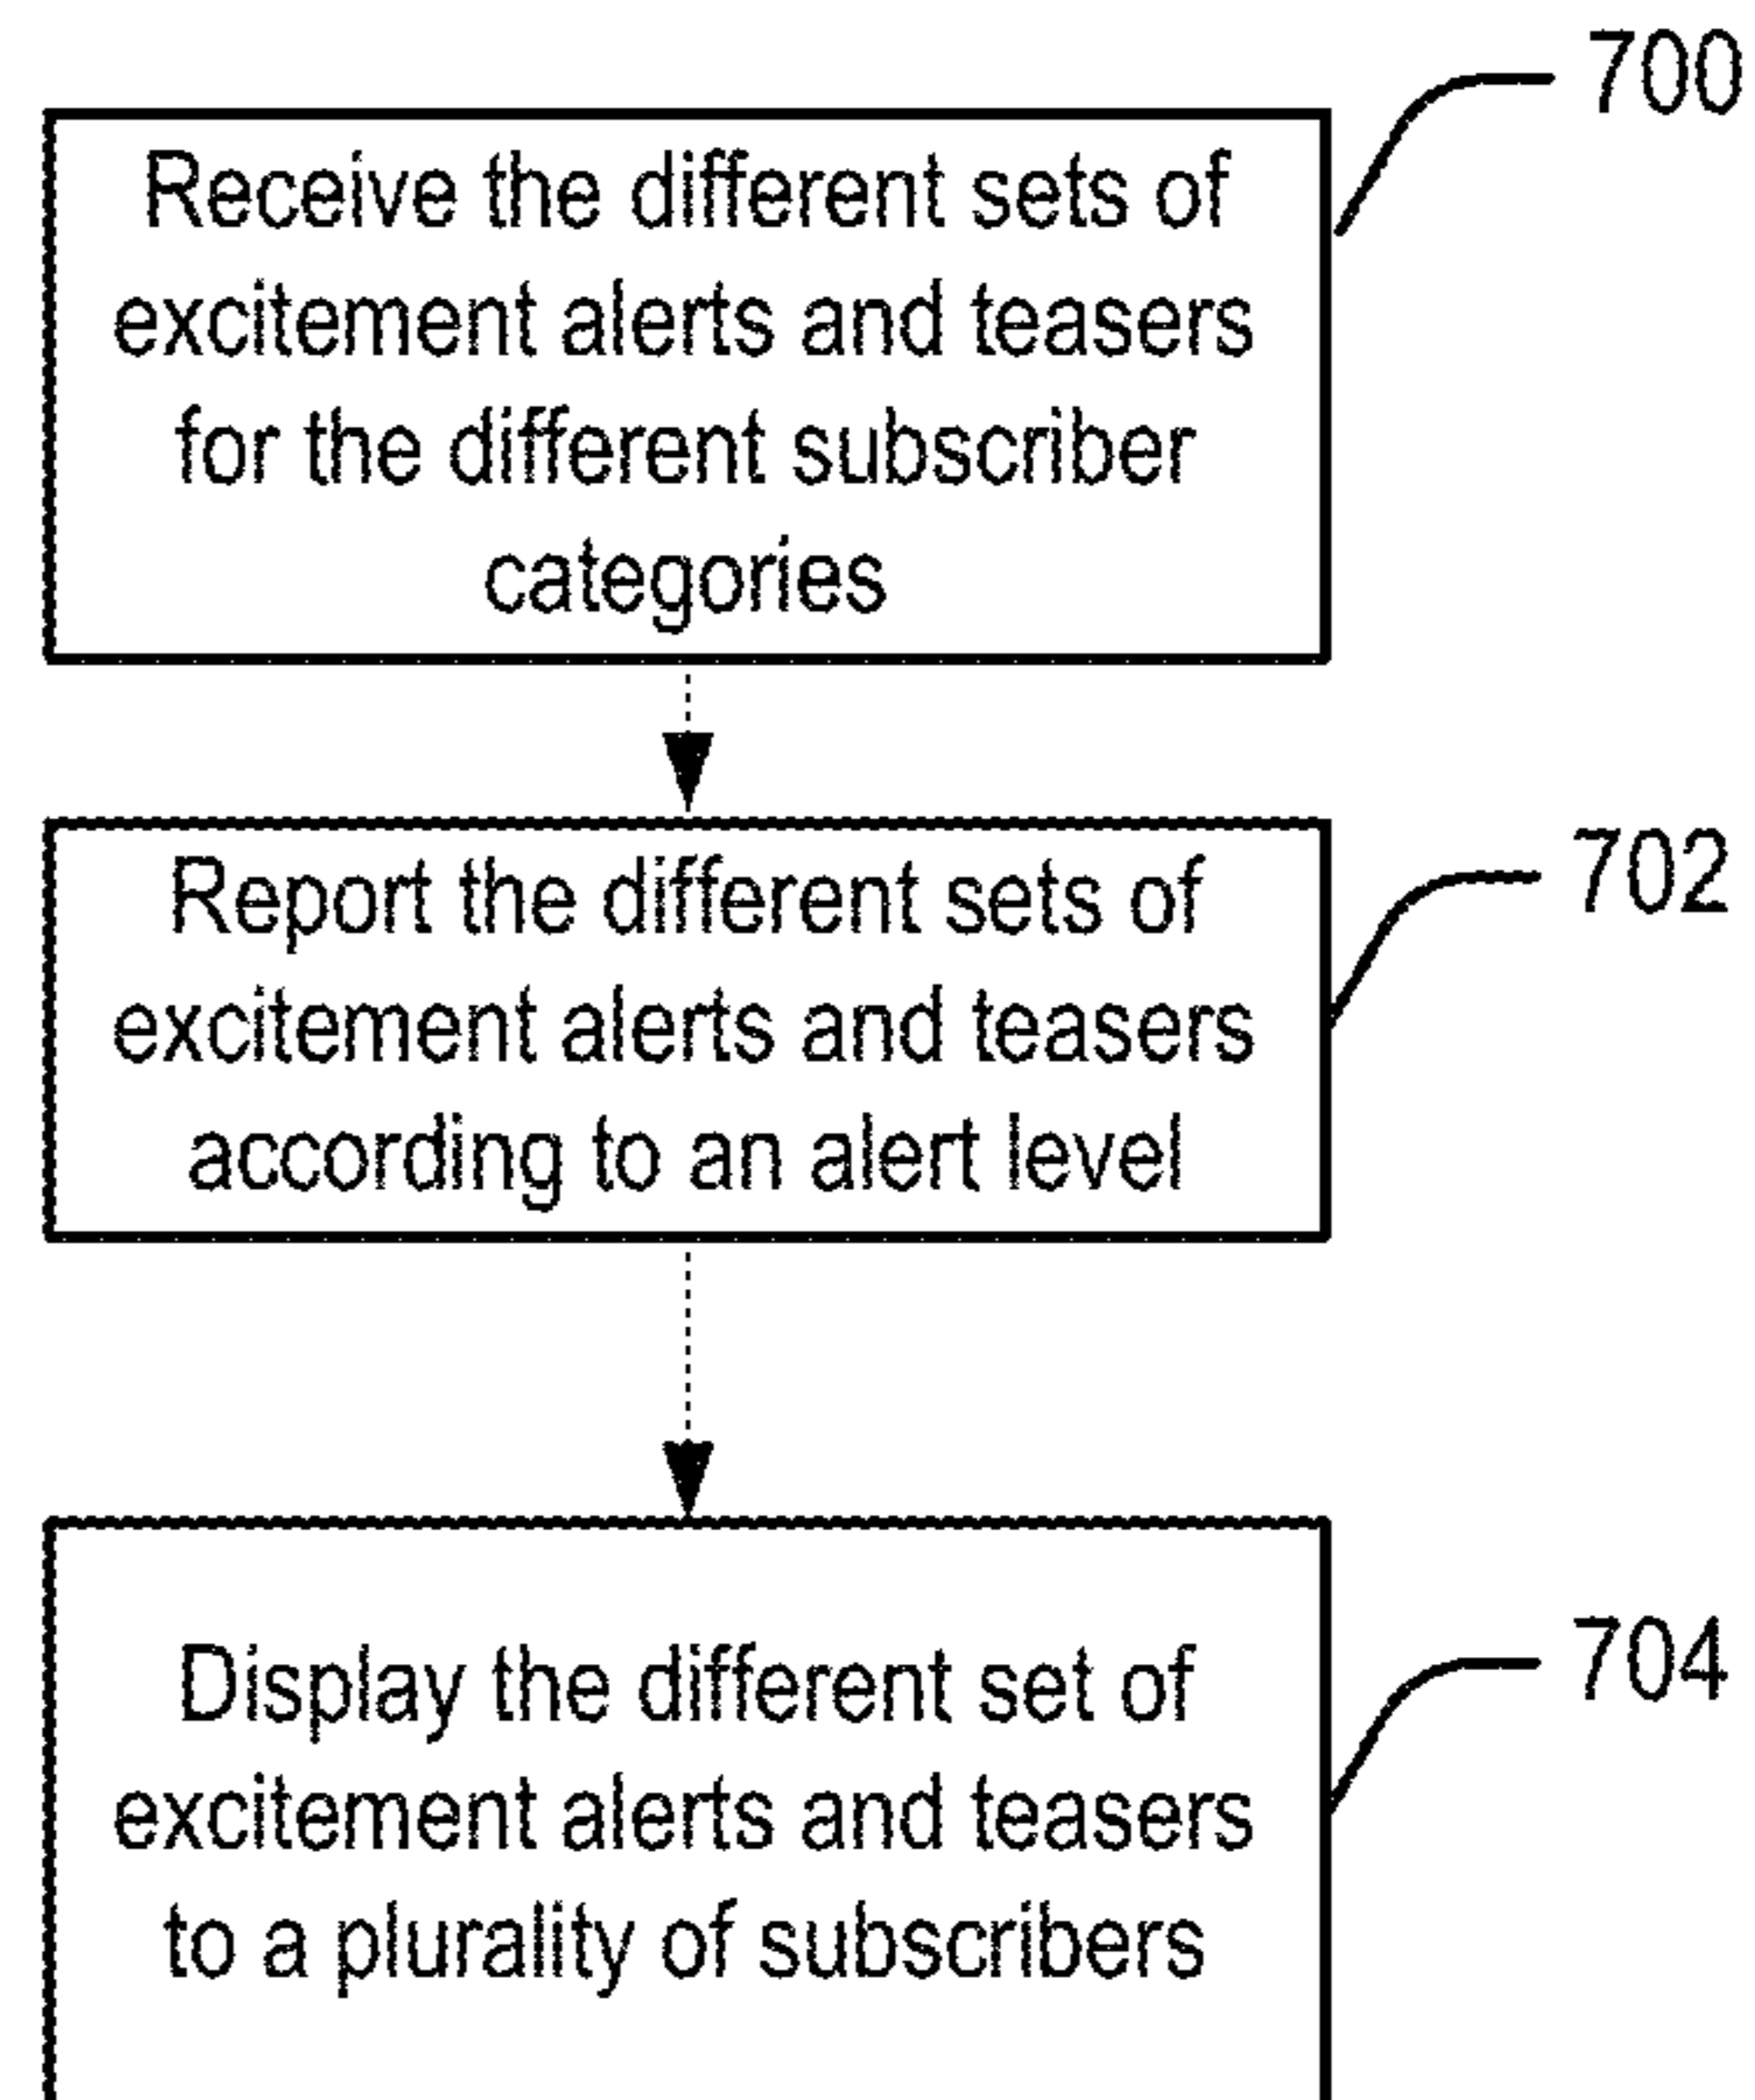 700
Receive the different sets of
excitement alerts and teasers
for the different subscriber
categories
702
Report the different sets of
excitement alerts and teasers
according to an alert level
704
Display the different set of
excitement alerts and teasers
to a plurality of subscribers